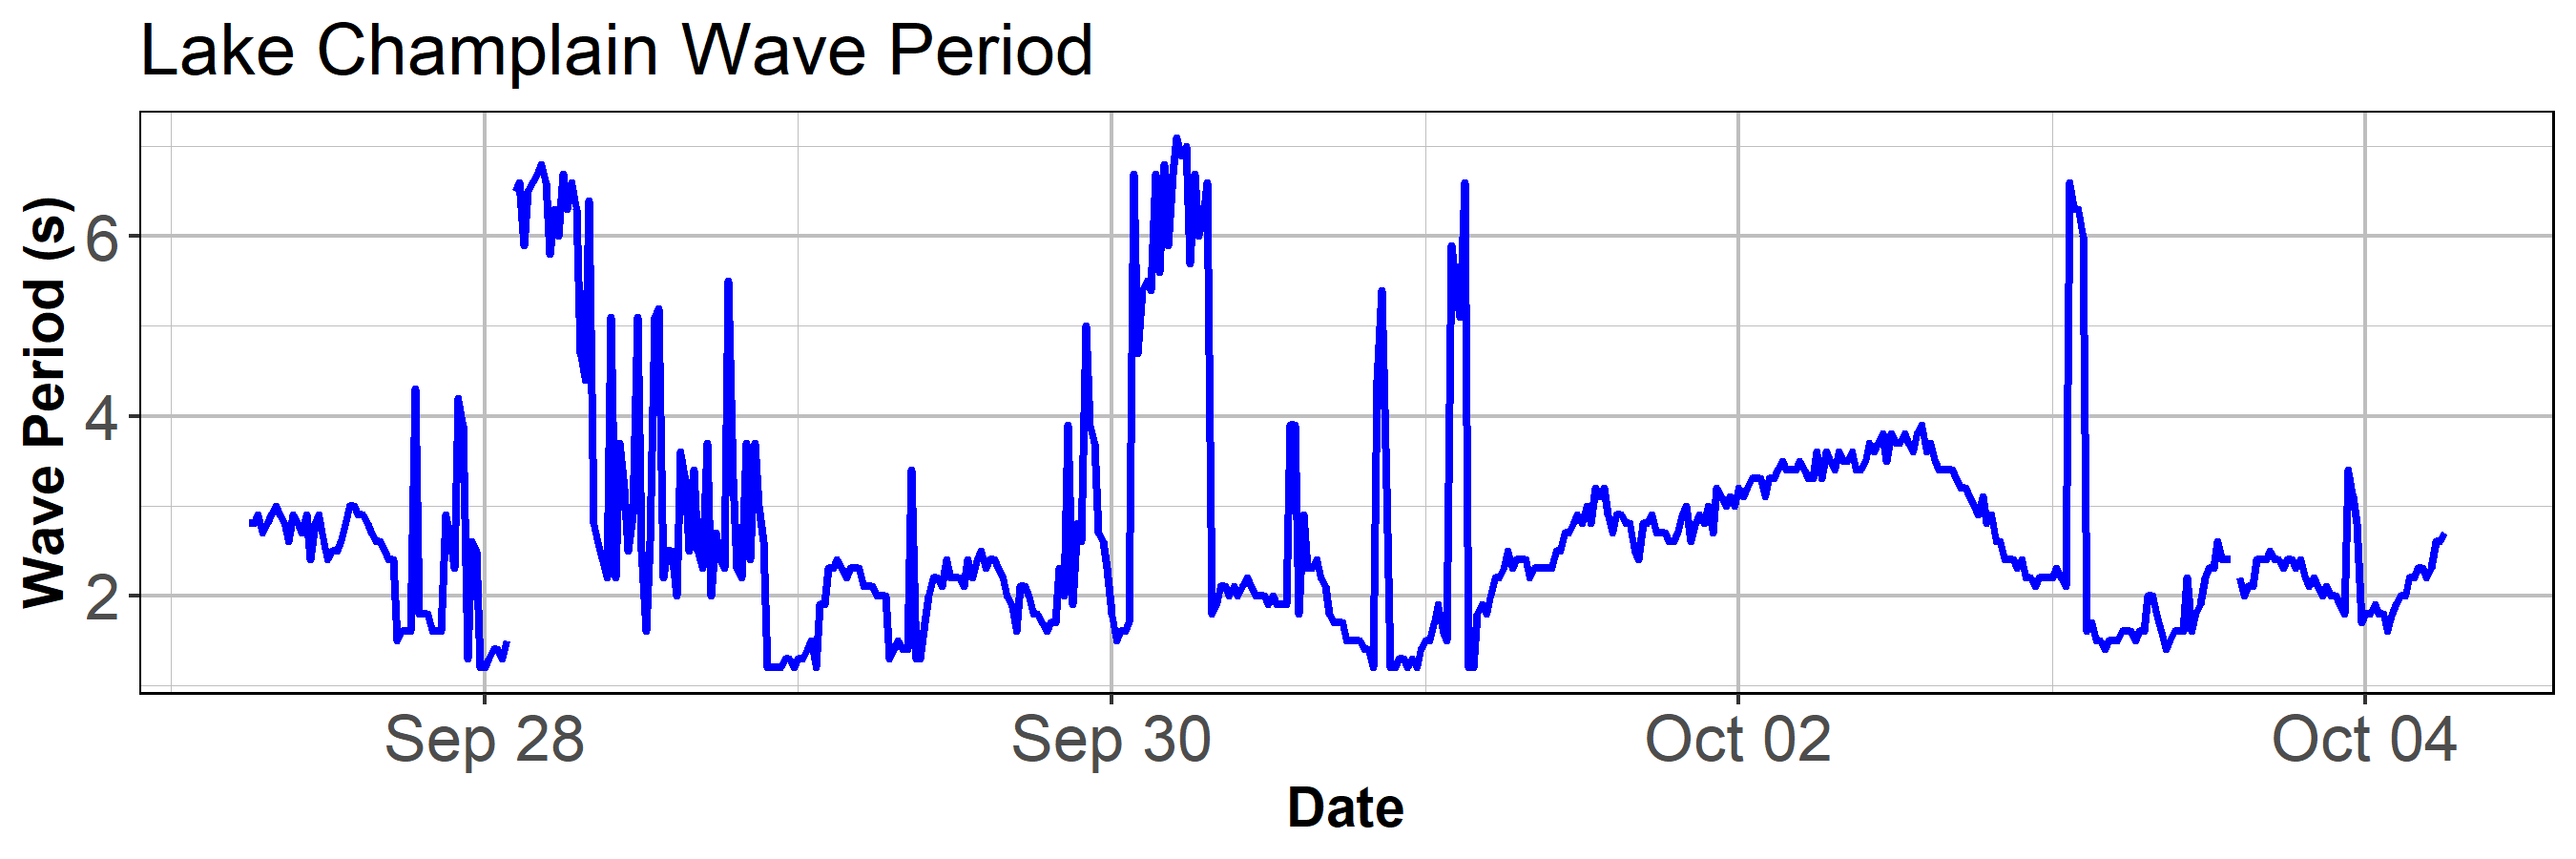 Lake Champlain Wave Period
Wave Period (s)
6
4
2
Sep 28 Sep 30 Oct 02 Oct 04
Date